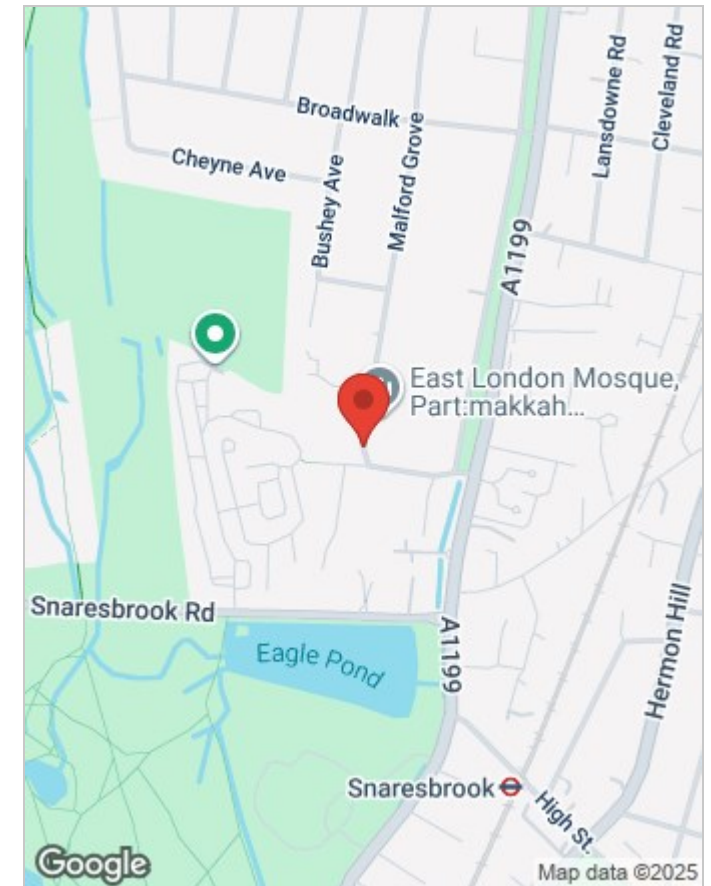 Broadwalk
Lansdowne Rd
Cleveland Rd
Cheyne Ave
Bushey Ave
Malford Grove
A1199
East London Mosque,
Part:makkah...
Snaresbrook Rd
Eagle Pond
A1199
Hermon Hill
Snaresbrook
High St.
Google
Map data ©2025